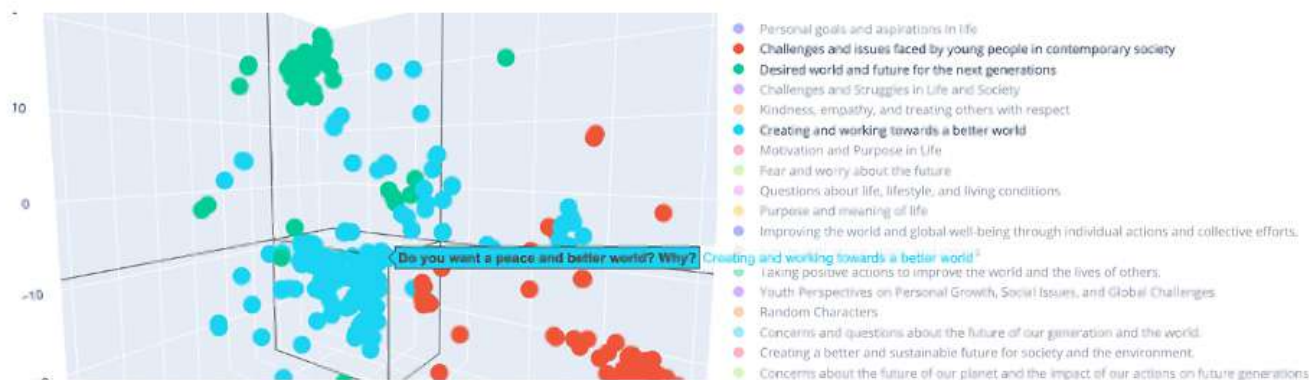 10
0
-10
Do you want a peace and better world? Why? Creating and working towards a better world
Personal goals and aspirations in life
Challenges and issues faced by young people in contemporary society
Desired world and future for the next generations
Challenges and Struggles in Life and Society
Kindness, empathy, and treating others with respect
Creating and working towards a better world
Motivation and Purpose in Life
Fear and worry about the future
Questions about life, lifestyle, and living conditions
Purpose and meaning of life
Improving the world and global well-being through individual actions and collective efforts.
Taking positive actions to improve the world and the lives of others.
Youth Perspectives on Personal Growth, Social Issues, and Global Challenges
Random Characters
Concerns and questions about the future of our generation and the world.
Creating a better and sustainable future for society and the environment.
Concerns about the future of our planet and the impact of our actions on future generations.